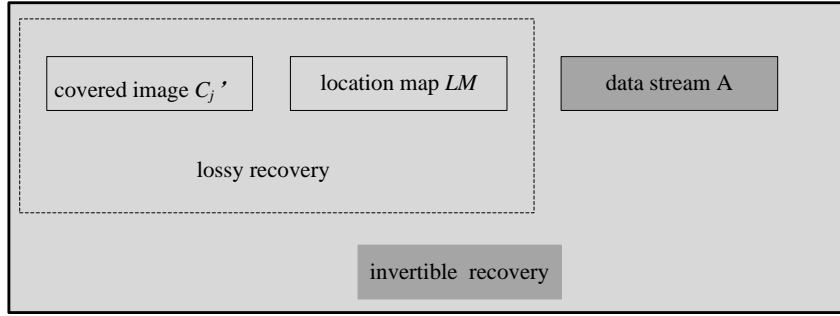 covered image Cj’
location map LM
data stream A
lossy recovery
invertible recovery